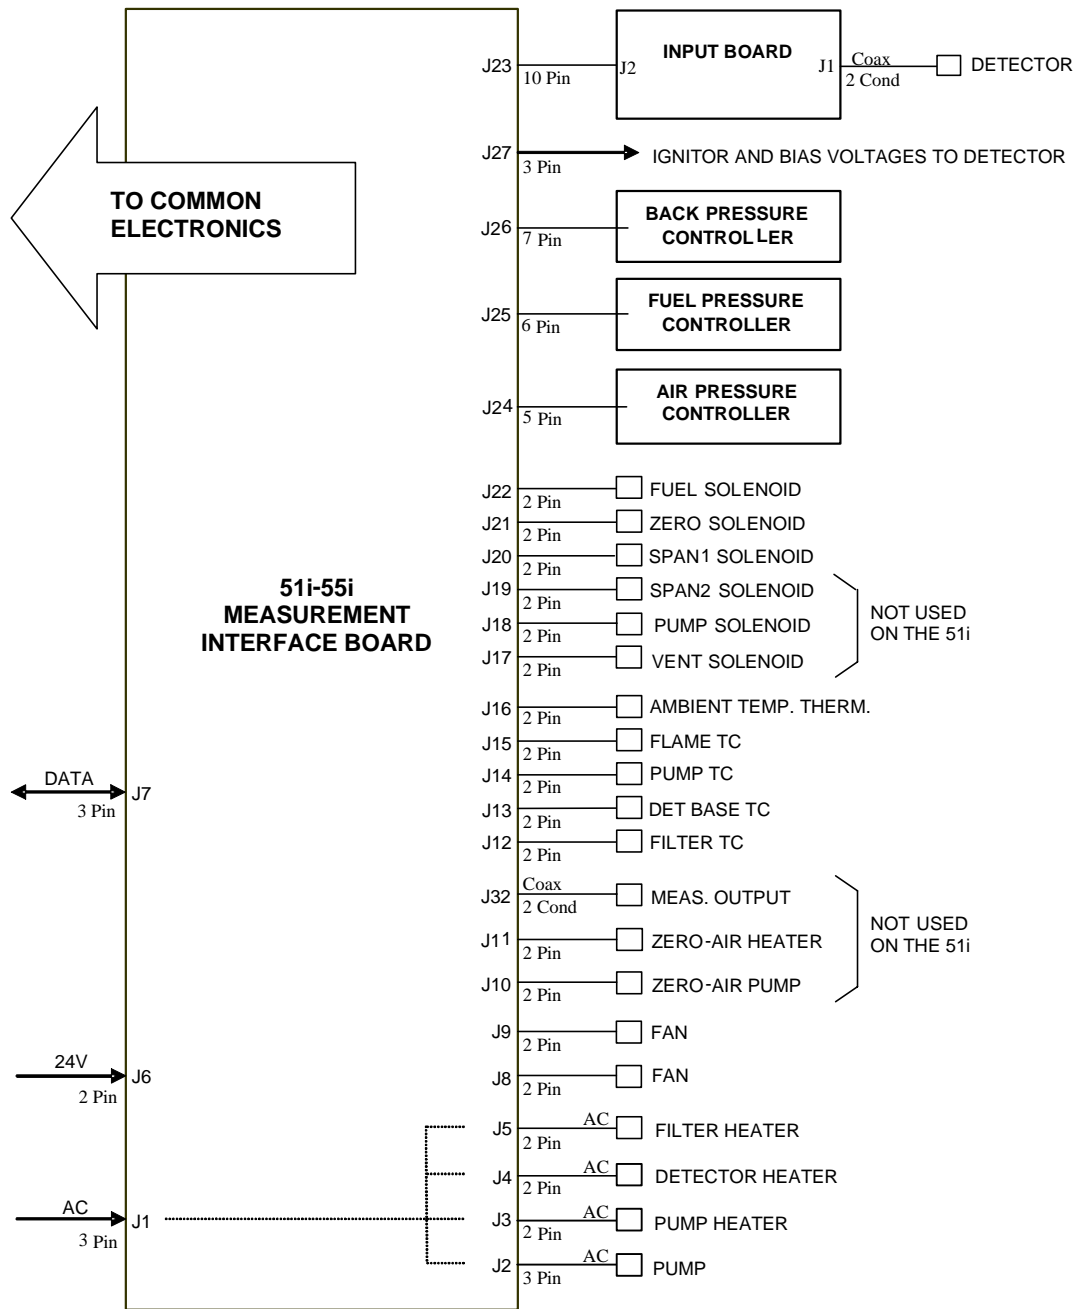 J23
10 Pin
J2
INPUT BOARD
J1
Coax
2 Cond
DETECTOR
J27
3 Pin
IGNITOR AND BIAS VOLTAGES TO DETECTOR
TO COMMON
ELECTRONICS
J26
7 Pin
BACK PRESSURE
CONTROLLER
J25
6 Pin
FUEL PRESSURE
CONTROLLER
J24
5 Pin
AIR PRESSURE
CONTROLLER
J22
2 Pin
FUEL SOLENOID
J21
2 Pin
ZERO SOLENOID
J20
2 Pin
SPAN1 SOLENOID
J19
2 Pin
SPAN2 SOLENOID
J18
2 Pin
PUMP SOLENOID
J17
2 Pin
VENT SOLENOID
NOT USED
ON THE 51i
51i-55i
MEASUREMENT
INTERFACE BOARD
J16
2 Pin
AMBIENT TEMP. THERM.
J15
2 Pin
FLAME TC
J14
2 Pin
PUMP TC
J13
2 Pin
DET BASE TC
J12
2 Pin
FILTER TC
DATA
3 Pin
J7
J32
Coax
2 Cond
MEAS. OUTPUT
J11
2 Pin
ZERO-AIR HEATER
J10
2 Pin
ZERO-AIR PUMP
NOT USED
ON THE 51i
J9
2 Pin
FAN
J8
2 Pin
FAN
24V
2 Pin
J6
J5
2 Pin
AC
FILTER HEATER
J4
2 Pin
AC
DETECTOR HEATER
AC
3 Pin
J1
J3
2 Pin
AC
PUMP HEATER
J2
3 Pin
AC
PUMP